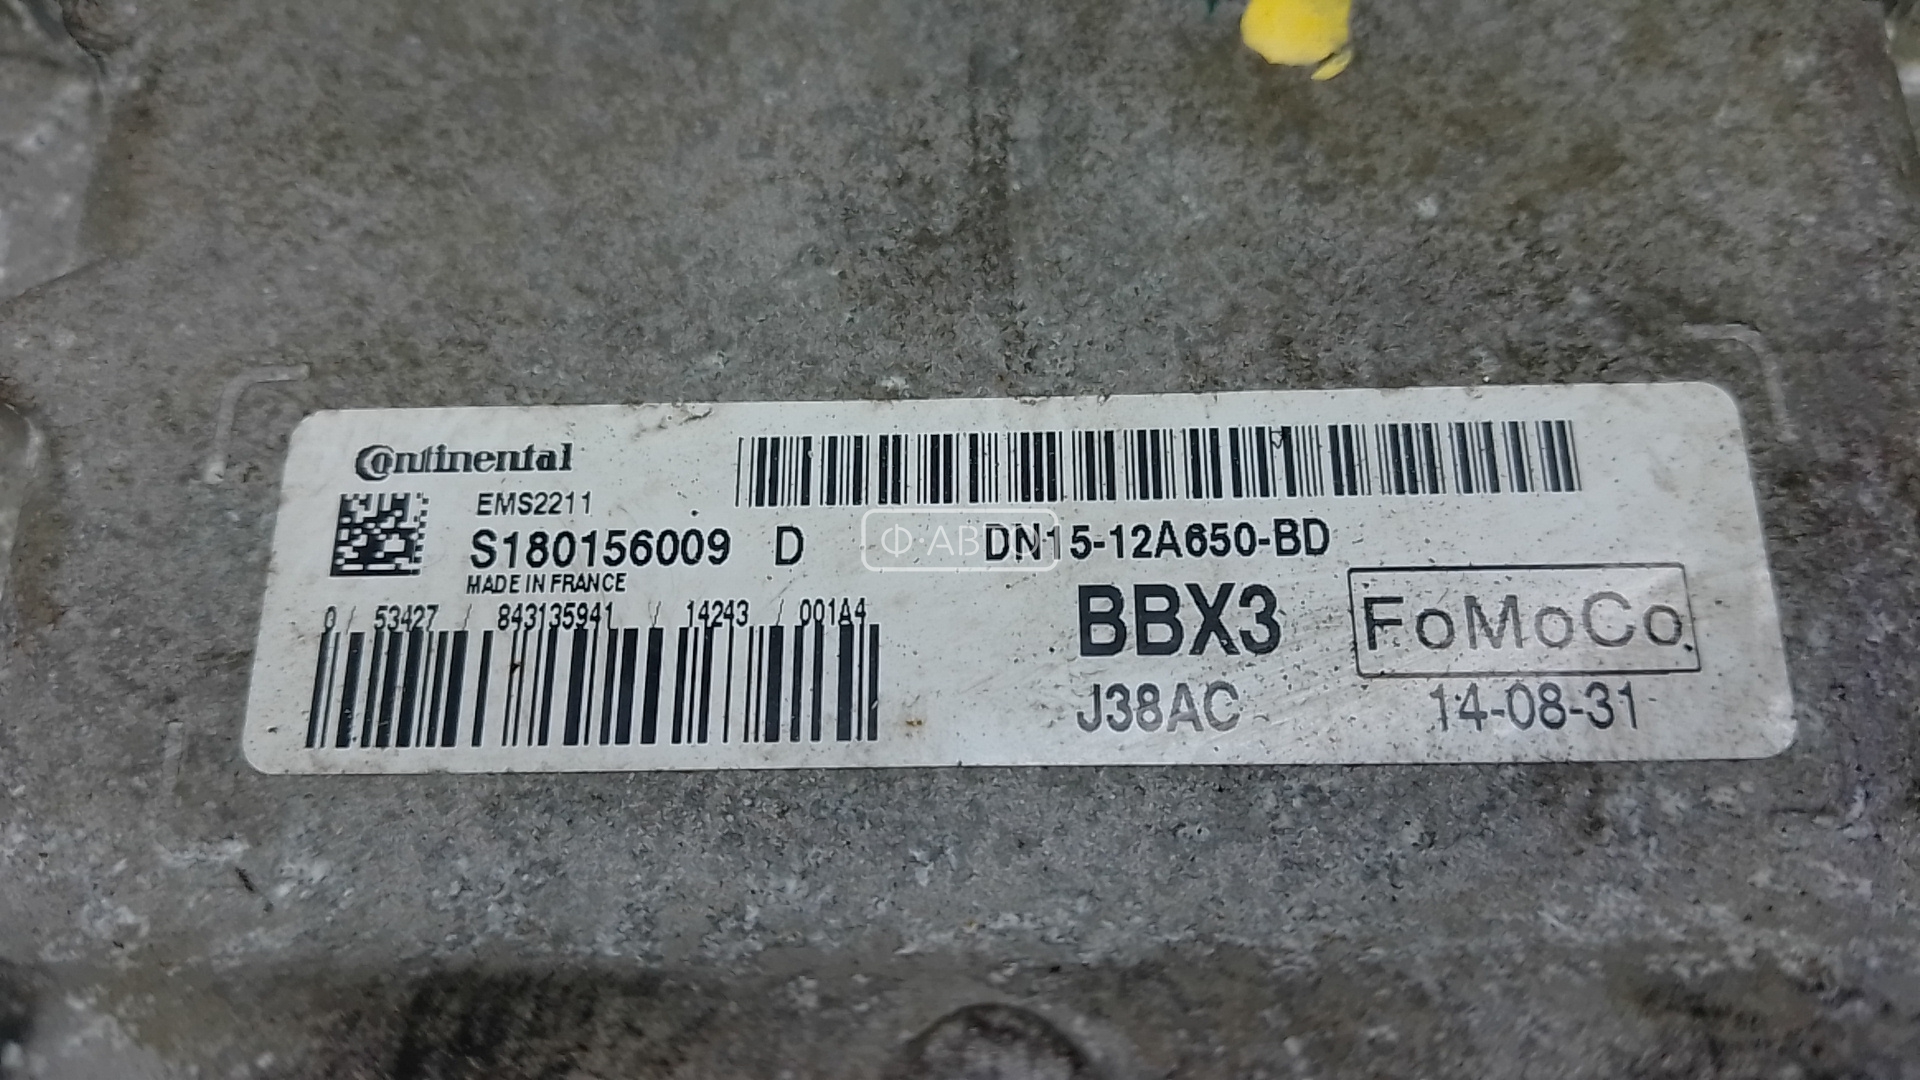 Continental
EMS2211
S180156009 D
DN15-12A650-BD
MADE IN FRANCE
0 / 53427 / 843135941 / 14243 / 001A4
BBX3
FoMoCo
J38AC
14-08-31